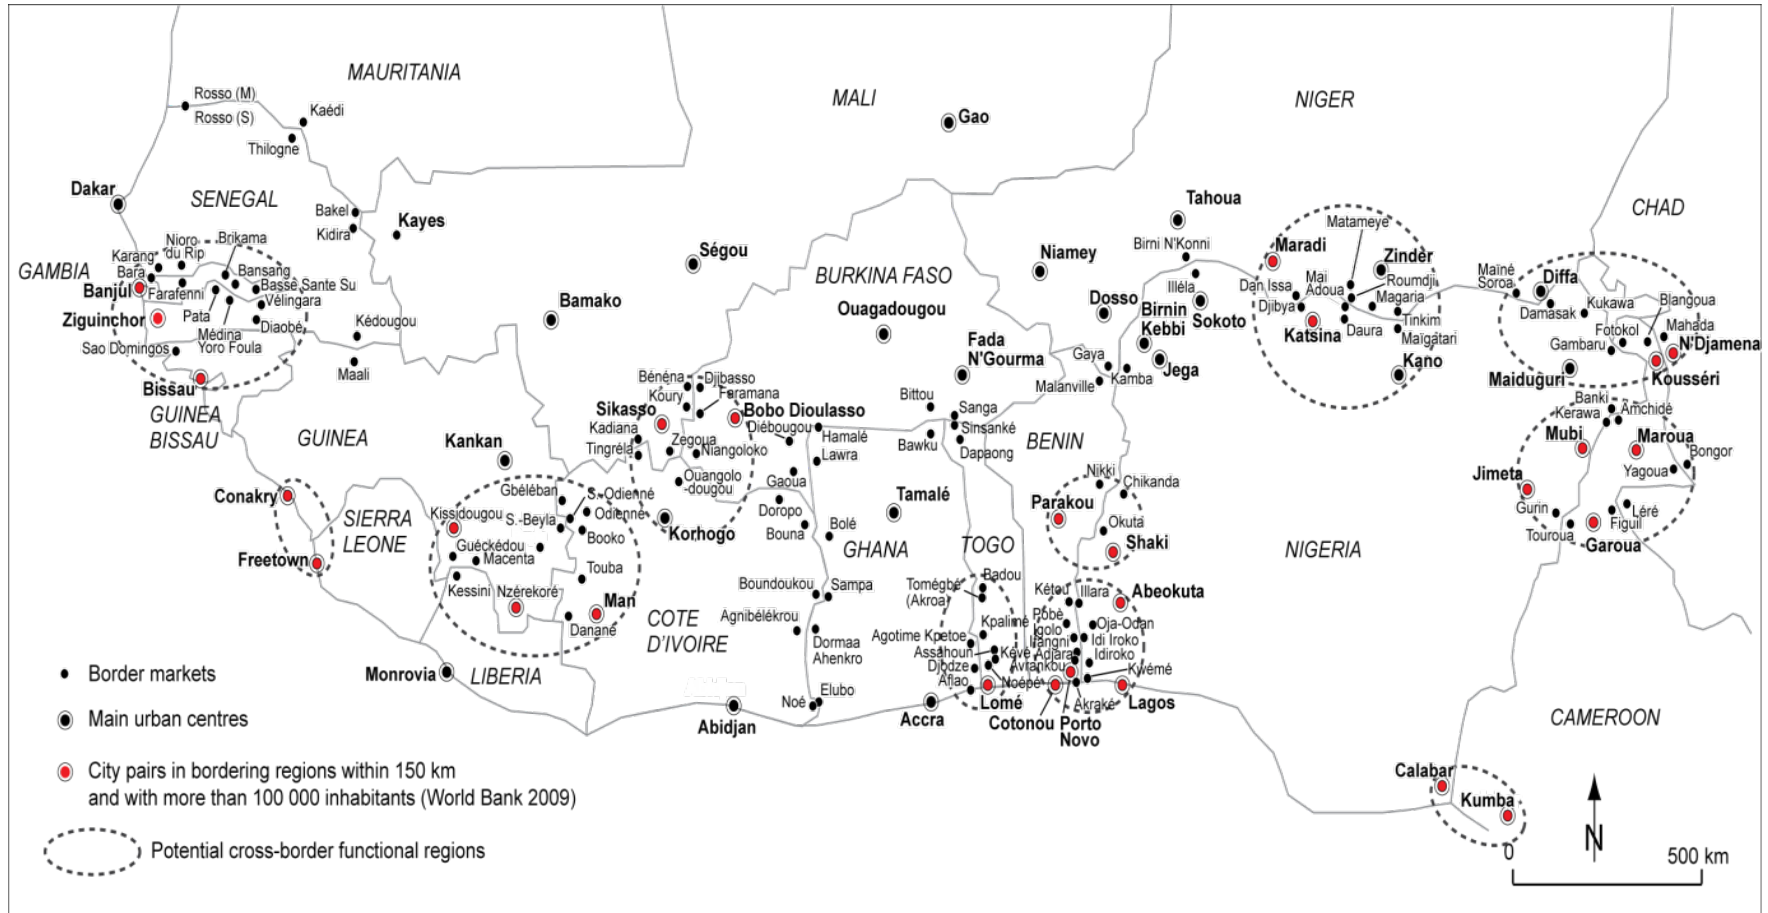 MAURITANIA
MALI
NIGER
CHAD
Rosso (M)
Rosso (S)
Kaédi
Thilogne
Gao
Dakar
SENEGAL
Bakel
Kidira
Kayes
Ségou
Tahoua
Birni N'Konni
Niamey
Illéla
Matameye
Maradi
Zinder
Roumdji
Dan Issa
Mai
Adoua
Magaria
Djibya
Tinkim
Katsina
Daura
Maïgatari
Kano
Maïné
Soroa
Diffa
Damasak
Kukawa
Blangoua
Fotokol
Mahada
Gambaru
N'Djamena
Maiduguri
Kousséri
GAMBIA
Karang
Nioro
du Rip
Brikama
Bara
Bansang
Banjul
Farafenni
Basse Sante Su
Vélingara
Ziguinchor
Pata
Médina
Yoro Foula
Diaobé
Sao Domingos
Kédougou
Maali
Bissau
GUINEA
BISSAU
Bamako
BURKINA FASO
Ouagadougou
Fada
N'Gourma
Dosso
Birnin
Kebbi
Sokoto
Gaya
Kamba
Jega
Malanville
GUINEA
Kankan
Bénéna
Djibasso
Koury
Faramana
Sikasso
Bobo Dioulasso
Kadiana
Diébougou
Hamalé
Tingréla
Zegoua
Niangoloko
Lawra
Ouangolo
-dougou
Gaoua
Bittou
Sanga
Sinsanké
Bawku
Dapaong
BENIN
Banki
Kerawa
Amchidé
Mubi
Maroua
Bongor
Yagoua
Jimeta
Gurin
Léré
Figuil
Touroua
Garoua
Conakry
SIERRA
LEONE
Freetown
Gbéléban
Kissidougou
S.-Odienné
Odienné
S.-Beyla
Booko
Guéckédou
Macenta
Touba
Kessini
Nzérekoré
Man
Danané
Korhogo
Doropo
Bouna
Bolé
Tamalé
GHANA
TOGO
Nikki
Chikanda
Parakou
Okuta
Shaki
NIGERIA
COTE
D'IVOIRE
Boundoukou
Sampa
Agnibélékrou
Dormaa
Ahenkro
Tomégbé
(Akroa)
Badou
Kpalimé
Agotime Kpetoe
Assahoun
Kévé
Djodze
Aflao
Noépé
Lomé
Kétou
Illara
Abeokuta
Pobè
Igolo
Oja-Odan
Idi Iroko
Adjara
Idiroko
Avrankou
Kwémé
Akraké
Lagos
Cotonou
Porto
Novo
Monrovia
LIBERIA
Abidjan
Noé
Elubo
Accra
CAMEROON
Calabar
Kumba
Border markets
Main urban centres
City pairs in bordering regions within 150 km
and with more than 100 000 inhabitants (World Bank 2009)
Potential cross-border functional regions
N
0
500 km